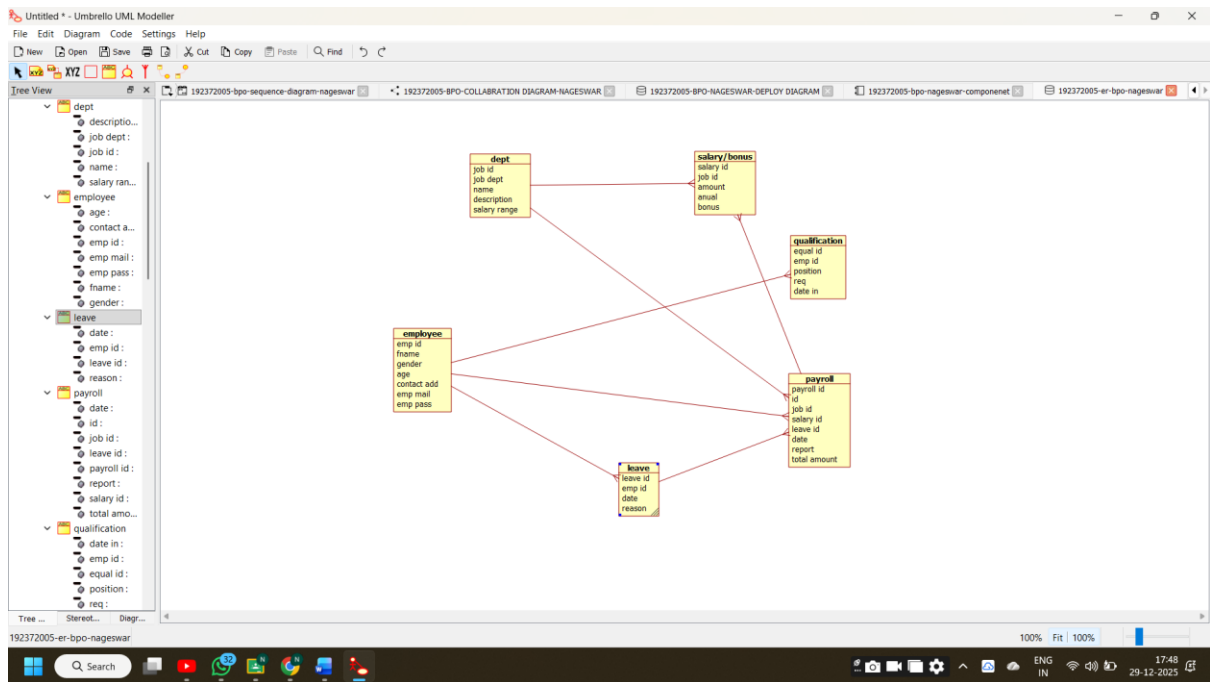 Untitled * - Umbrello UML Modeller
File Edit Diagram Code Settings Help
New Open Save Cut Copy Paste Find
XYZ XYZ
Tree View
192372005-bpo-sequence-diagram-nageswar
192372005-BPO-COLLABRATION DIAGRAM-NAGESWAR
192372005-BPO-NAGESWAR-DEPLOY DIAGRAM
192372005-bpo-nageswar-componenet
192372005-er-bpo-nageswar
dept
descriptio...
job dept :
job id :
name :
salary ran...
employee
age :
contact a...
emp id :
emp mail :
emp pass :
fname :
gender :
leave
date :
emp id :
leave id :
reason :
payroll
date :
id :
job id :
leave id :
payroll id :
report :
salary id :
total amo...
qualification
date in :
emp id :
equal id :
position :
req :
Tree ... Stereot... Diagr...
dept
job id
job dept
name
description
salary range
salary/bonus
salary id
job id
amount
anual
bonus
qualification
equal id
emp id
position
req
date in
employee
emp id
fname
gender
age
contact add
emp mail
emp pass
payroll
payroll id
id
job id
salary id
leave id
date
report
total amount
leave
leave id
emp id
date
reason
192372005-er-bpo-nageswar
100% Fit 100%
Search
32
ENG
IN
17:48
29-12-2025